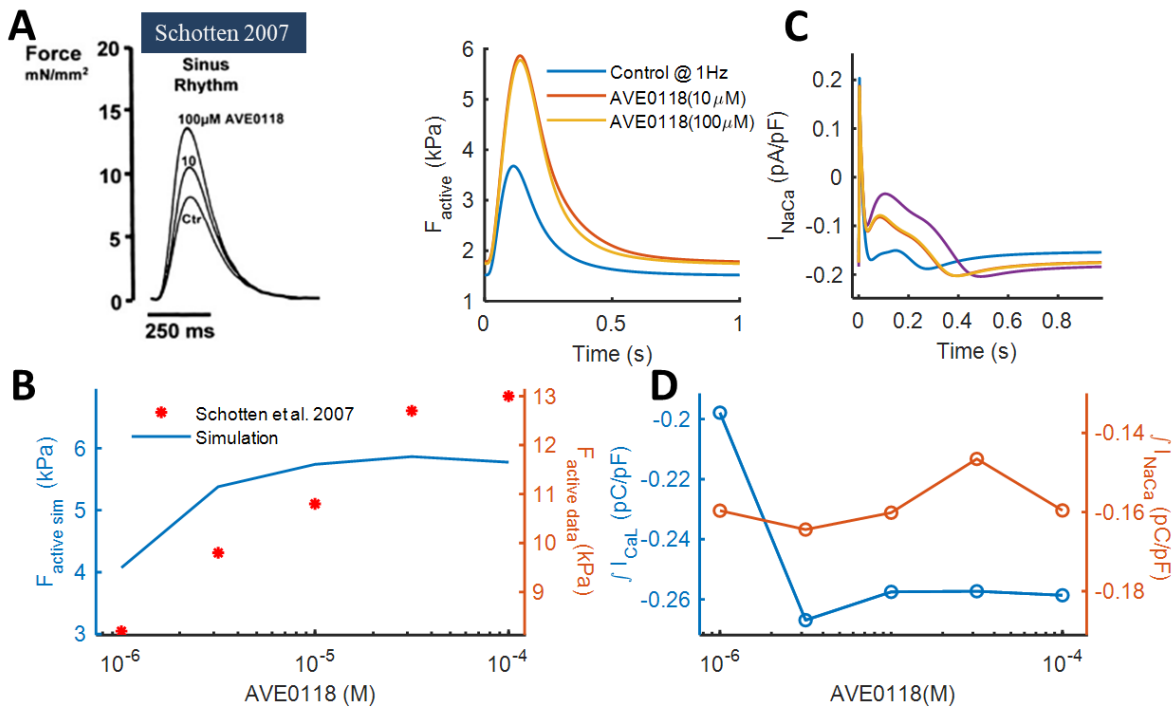 A
Schotten 2007
Force
mN/mm²
Sinus
Rhythm
100µM AVE0118
10
Ctr
20
15
10
5
0
250 ms
F_active (kPa)
6
5
4
3
2
1
Control @ 1Hz
AVE0118(10 µM)
AVE0118(100µM)
0
0.5
1
Time (s)
C
I_NaCa (pA/pF)
0.2
0.1
0
-0.1
-0.2
0
0.2
0.4
0.6
0.8
Time (s)
B
F_active sim (kPa)
6
5
4
3
Schotten et al. 2007
Simulation
13
12
11
10
9
8
F_active data (kPa)
10⁻⁶
10⁻⁵
10⁻⁴
AVE0118 (M)
D
∫ I_CaL (pC/pF)
-0.2
-0.22
-0.24
-0.26
-0.14
-0.16
-0.18
∫ I_NaCa (pC/pF)
10⁻⁶
10⁻⁴
AVE0118(M)